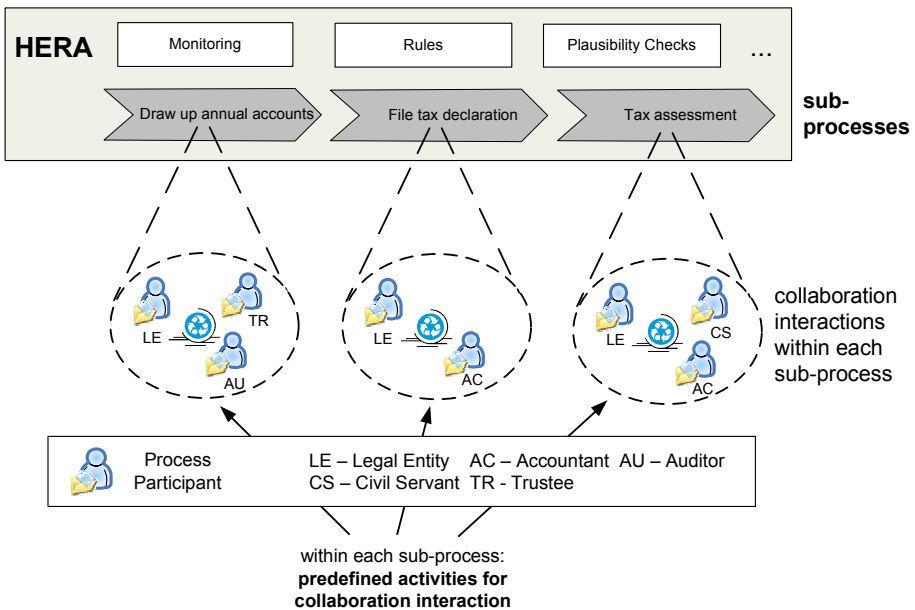 HERA
Monitoring
Rules
Plausibility Checks
...
Draw up annual accounts
File tax declaration
Tax assessment
sub-
processes
LE
TR
AU
LE
AC
LE
CS
AC
collaboration
interactions
within each
sub-process
Process
Participant
LE – Legal Entity AC – Accountant AU – Auditor
CS – Civil Servant TR - Trustee
within each sub-process:
predefined activities for
collaboration interaction